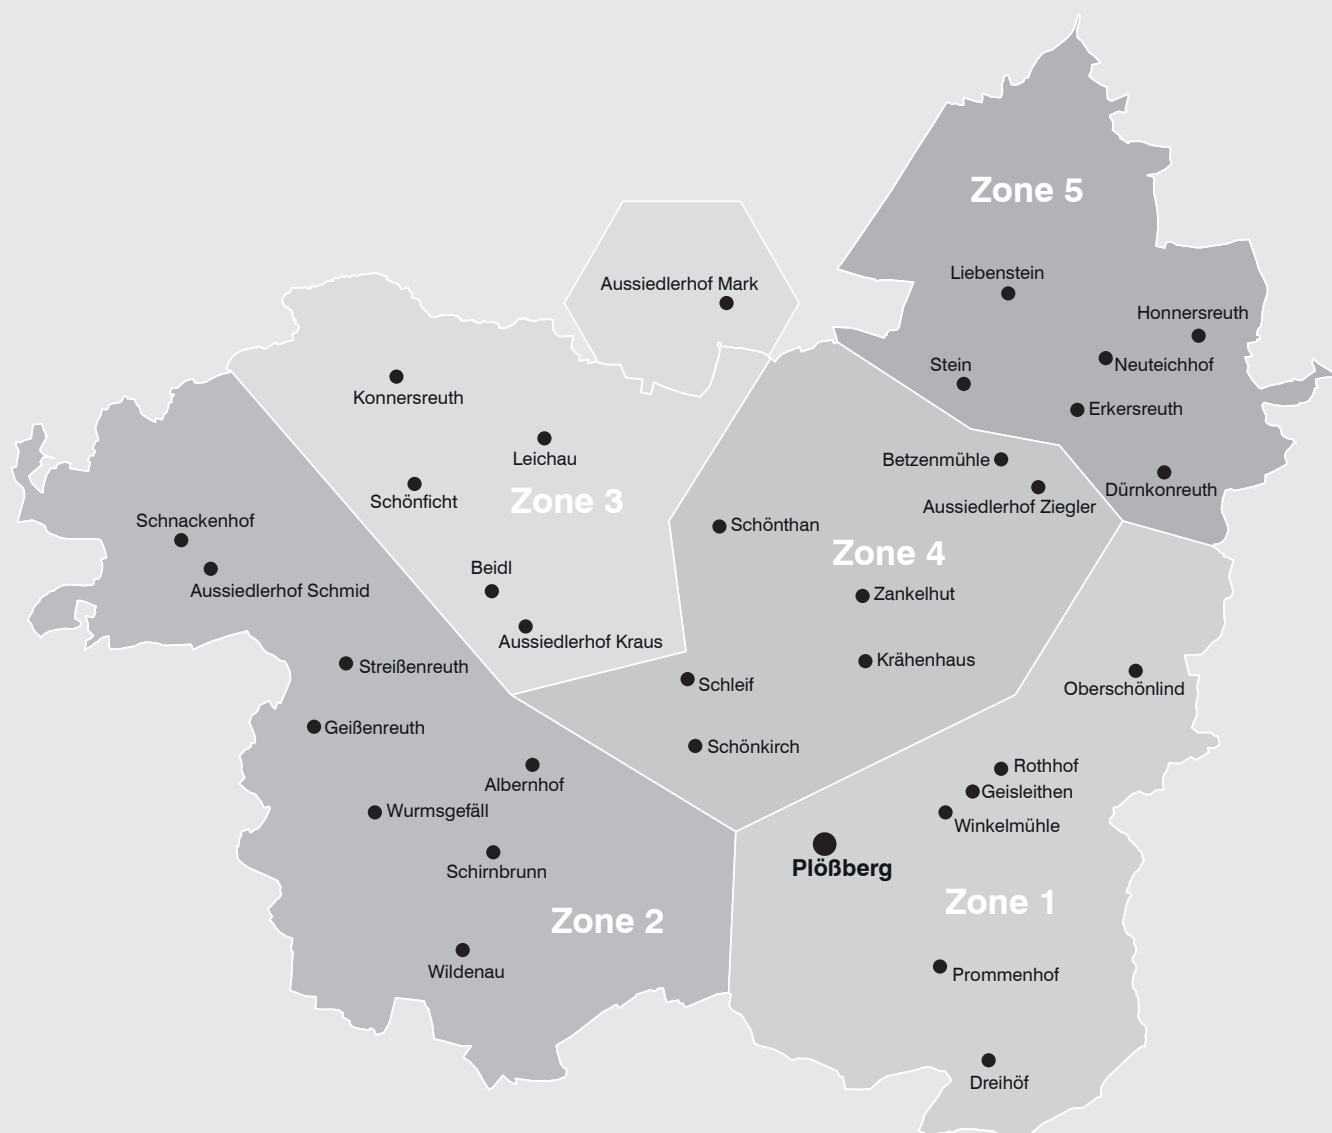 Zone 5
Liebenstein
Aussiedlerhof Mark
Honnersreuth
Stein
Neuteichhof
Konnersreuth
Erkersreuth
Leichau
Betzenmühle
Schönficht
Zone 3
Dürnkonreuth
Aussiedlerhof Ziegler
Schnackenhof
Schönthan
Zone 4
Beidl
Aussiedlerhof Schmid
Zankelhut
Aussiedlerhof Kraus
Krähenhaus
Streißenreuth
Schleif
Oberschönlind
Geißenreuth
Schönkirch
Rothhof
Albernhof
Geisleithen
Wurmsgefäll
Winkelmühle
Plößberg
Schirnbrunn
Zone 1
Zone 2
Wildenau
Prommenhof
Dreihöf